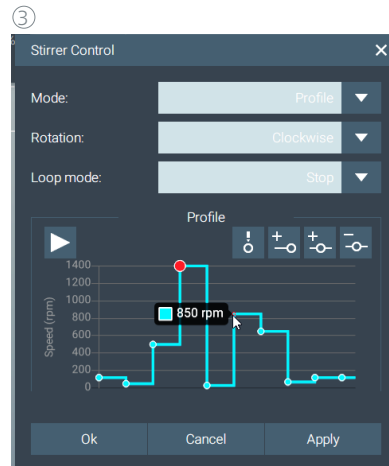 ③
Stirrer Control
Mode: Profile
Rotation: Clockwise
Loop mode: Stop
Profile
1400
1200
1000
850 rpm
800
600
400
200
0
Speed (rpm)
Ok Cancel Apply